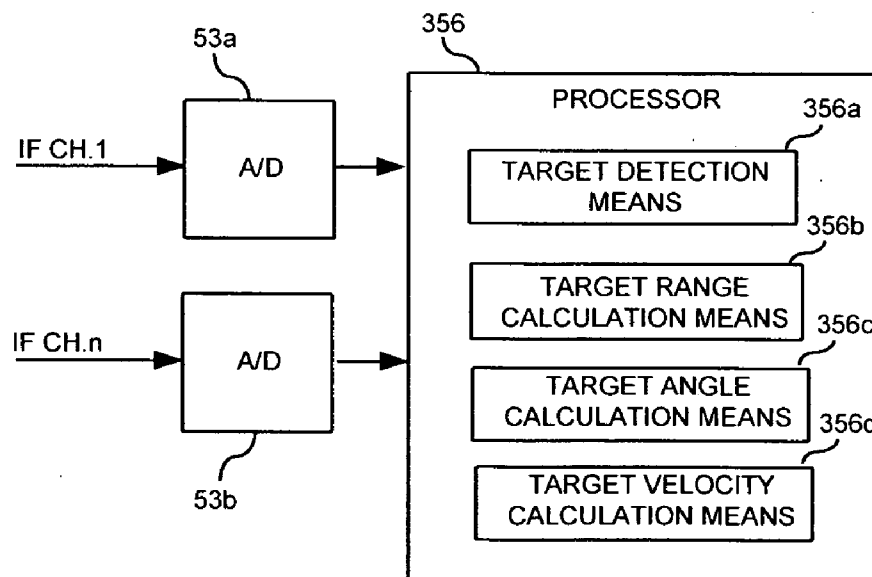 53a
356
PROCESSOR
356a
IF CH.1
A/D
TARGET DETECTION
MEANS
356b
TARGET RANGE
CALCULATION MEANS
IF CH.n
A/D
356c
TARGET ANGLE
CALCULATION MEANS
356d
53b
TARGET VELOCITY
CALCULATION MEANS